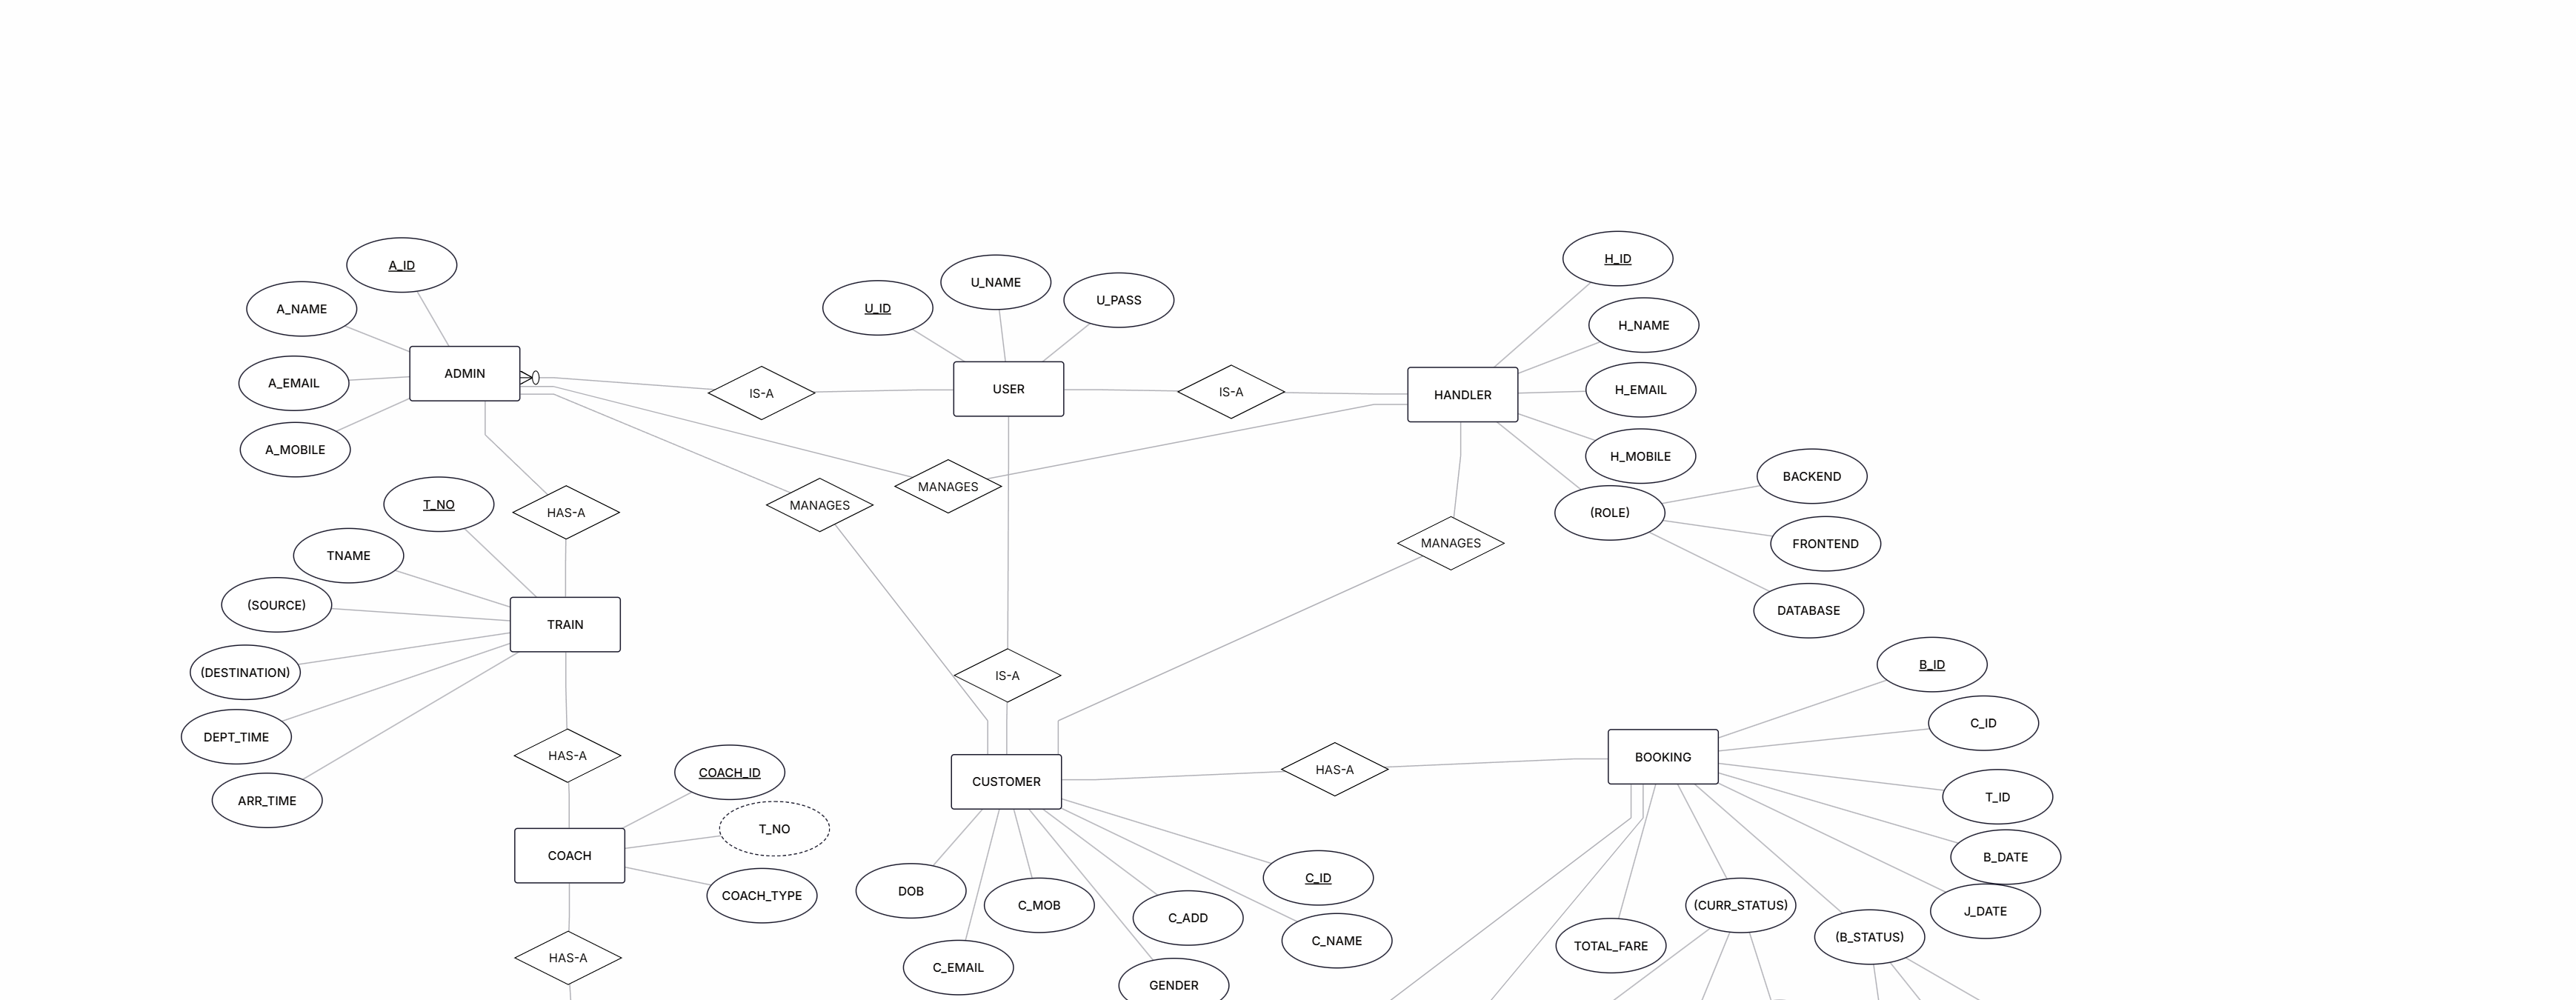 H_ID
A_ID
U_NAME
U_PASS
U_ID
A_NAME
H_NAME
ADMIN
A_EMAIL
IS-A
USER
IS-A
HANDLER
H_EMAIL
A_MOBILE
H_MOBILE
BACKEND
MANAGES
T_NO
HAS-A
MANAGES
(ROLE)
MANAGES
FRONTEND
TNAME
(SOURCE)
TRAIN
DATABASE
(DESTINATION)
IS-A
B_ID
DEPT_TIME
C_ID
HAS-A
COACH_ID
CUSTOMER
HAS-A
BOOKING
ARR_TIME
T_ID
T_NO
COACH
B_DATE
COACH_TYPE
DOB
C_ID
C_MOB
C_ADD
(CURR_STATUS)
J_DATE
C_NAME
(B_STATUS)
TOTAL_FARE
HAS-A
C_EMAIL
GENDER